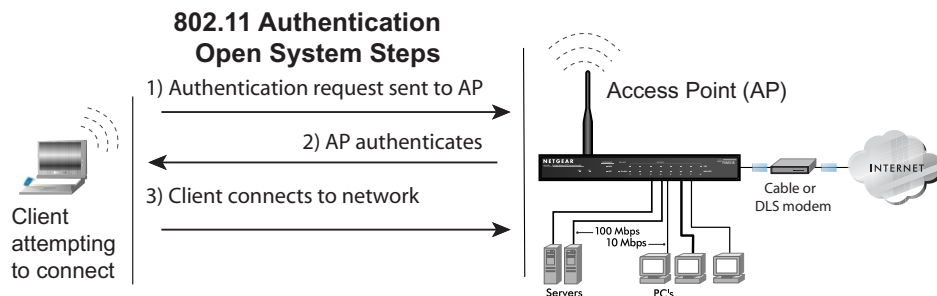 802.11 Authentication
Open System Steps
1) Authentication request sent to AP
2) AP authenticates
3) Client connects to network
Client
attempting
to connect
Access Point (AP)
NETGEAR
Cable or
DLS modem
INTERNET
100 Mbps
10 Mbps
Servers
PC's